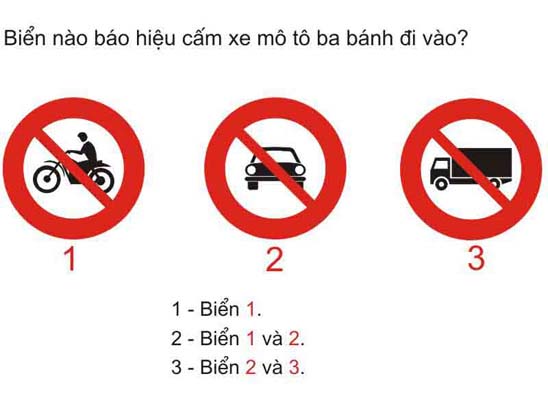 Biển nào báo hiệu cấm xe mô tô ba bánh đi vào?
1 2 3
1 - Biển 1.
2 - Biển 1 và 2.
3 - Biển 2 và 3.